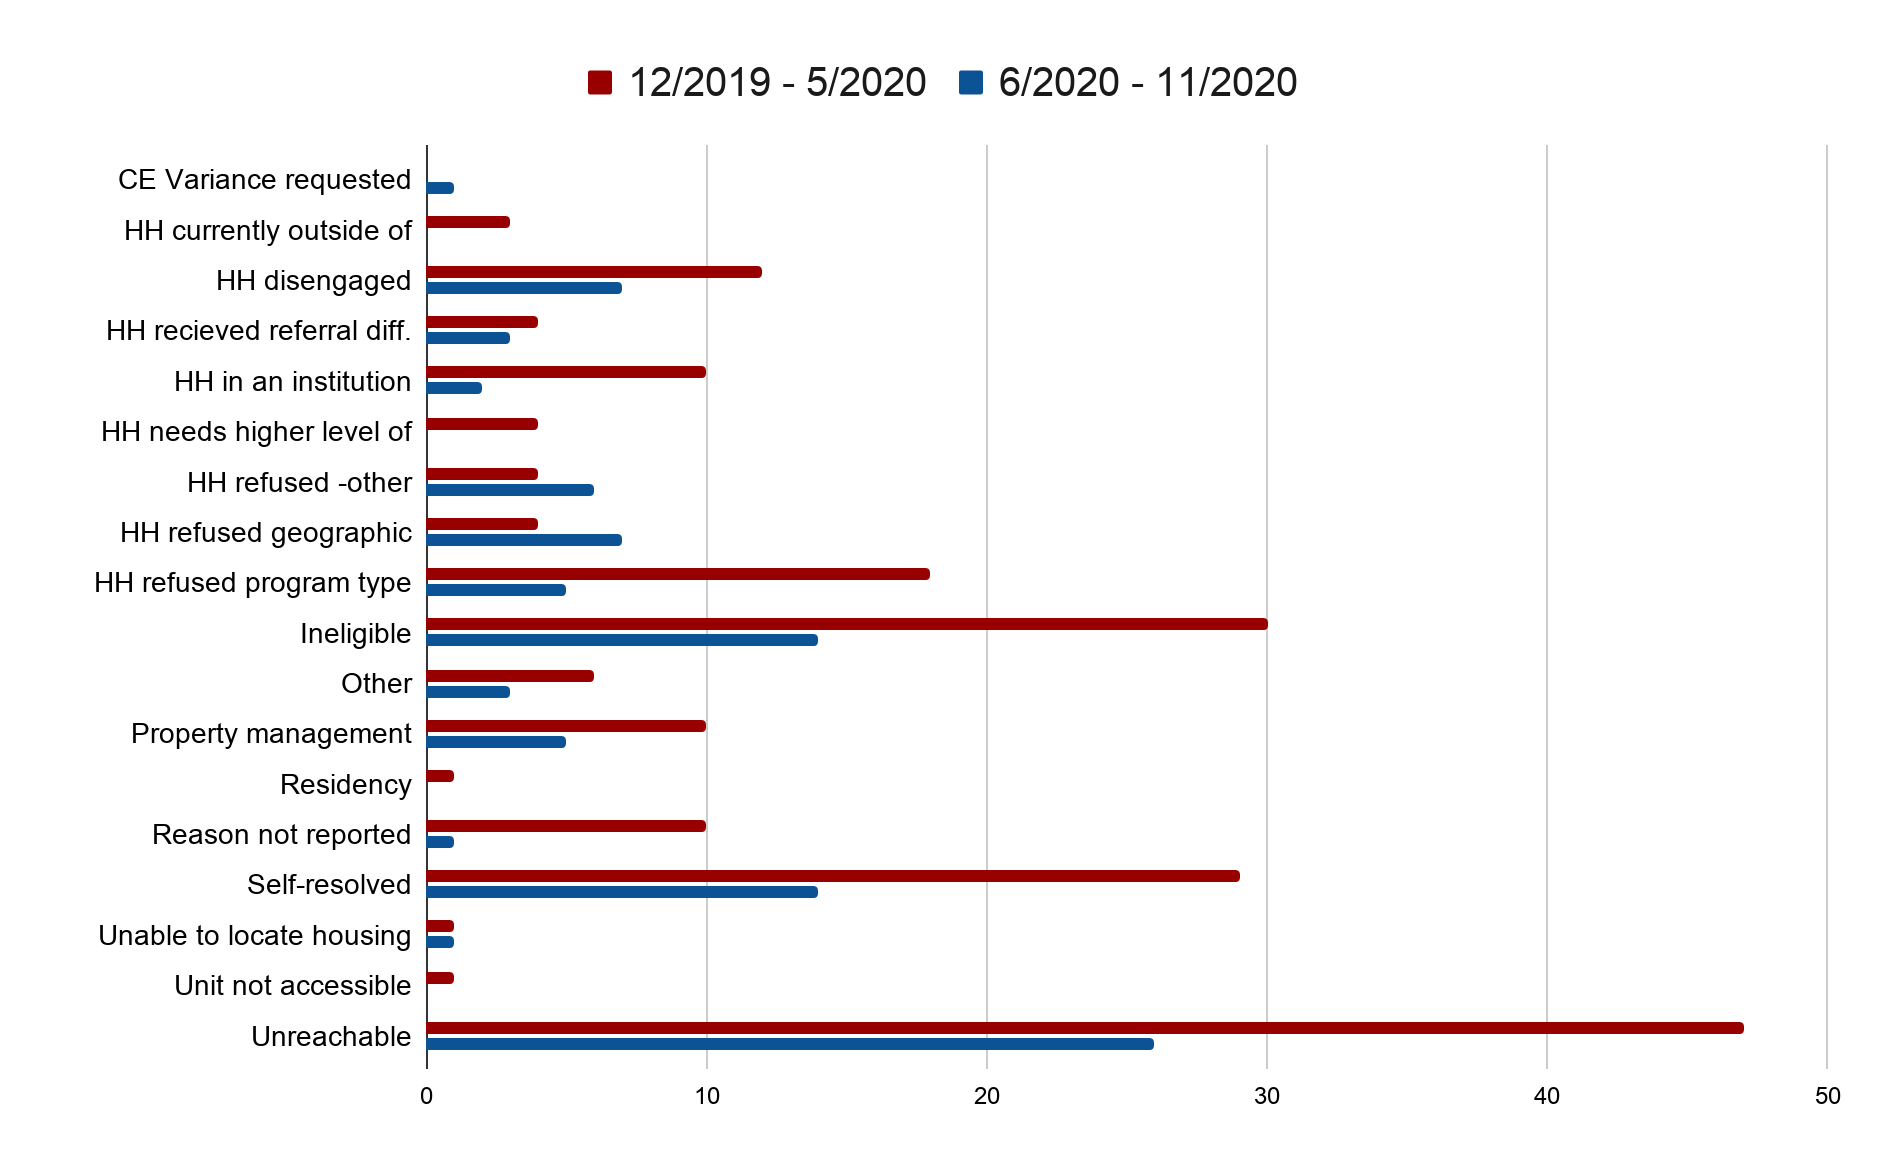 12/2019 - 5/2020 6/2020 - 11/2020
CE Variance requested
HH currently outside of
HH disengaged
HH recieved referral diff.
HH in an institution
HH needs higher level of
HH refused -other
HH refused geographic
HH refused program type
Ineligible
Other
Property management
Residency
Reason not reported
Self-resolved
Unable to locate housing
Unit not accessible
Unreachable
0 10 20 30 40 50